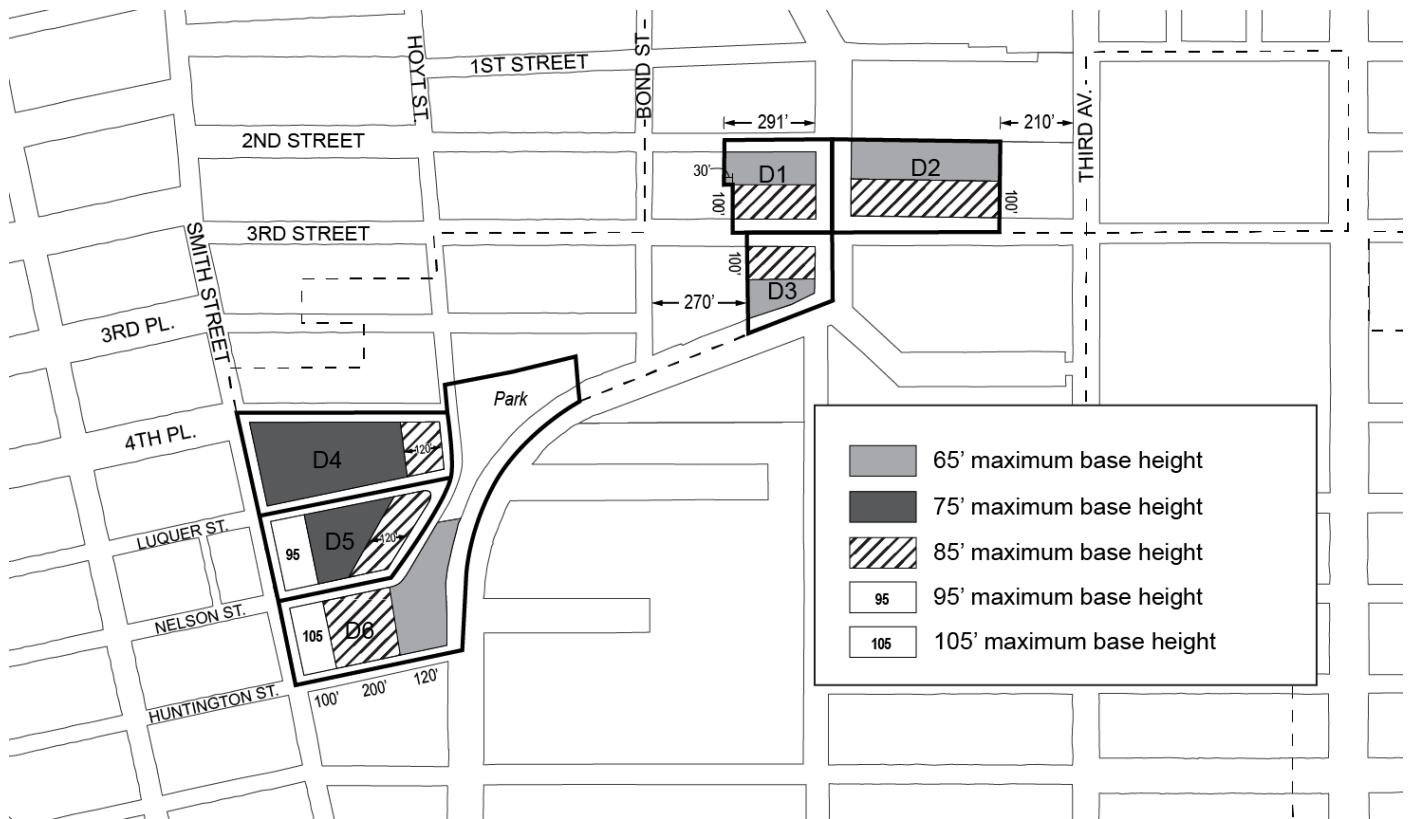 1ST STREET
HOYT ST.
BOND ST.
2ND STREET
291'
210'
THIRD AV.
D1
D2
30'
100'
100'
3RD STREET
SMITH STREET
100'
D3
270'
3RD PL.
Park
4TH PL.
D4
120'
LUQUER ST.
95
D5
120'
NELSON ST.
105
D6
HUNTINGTON ST.
100'
200'
120'
65' maximum base height
75' maximum base height
85' maximum base height
95
95' maximum base height
105
105' maximum base height